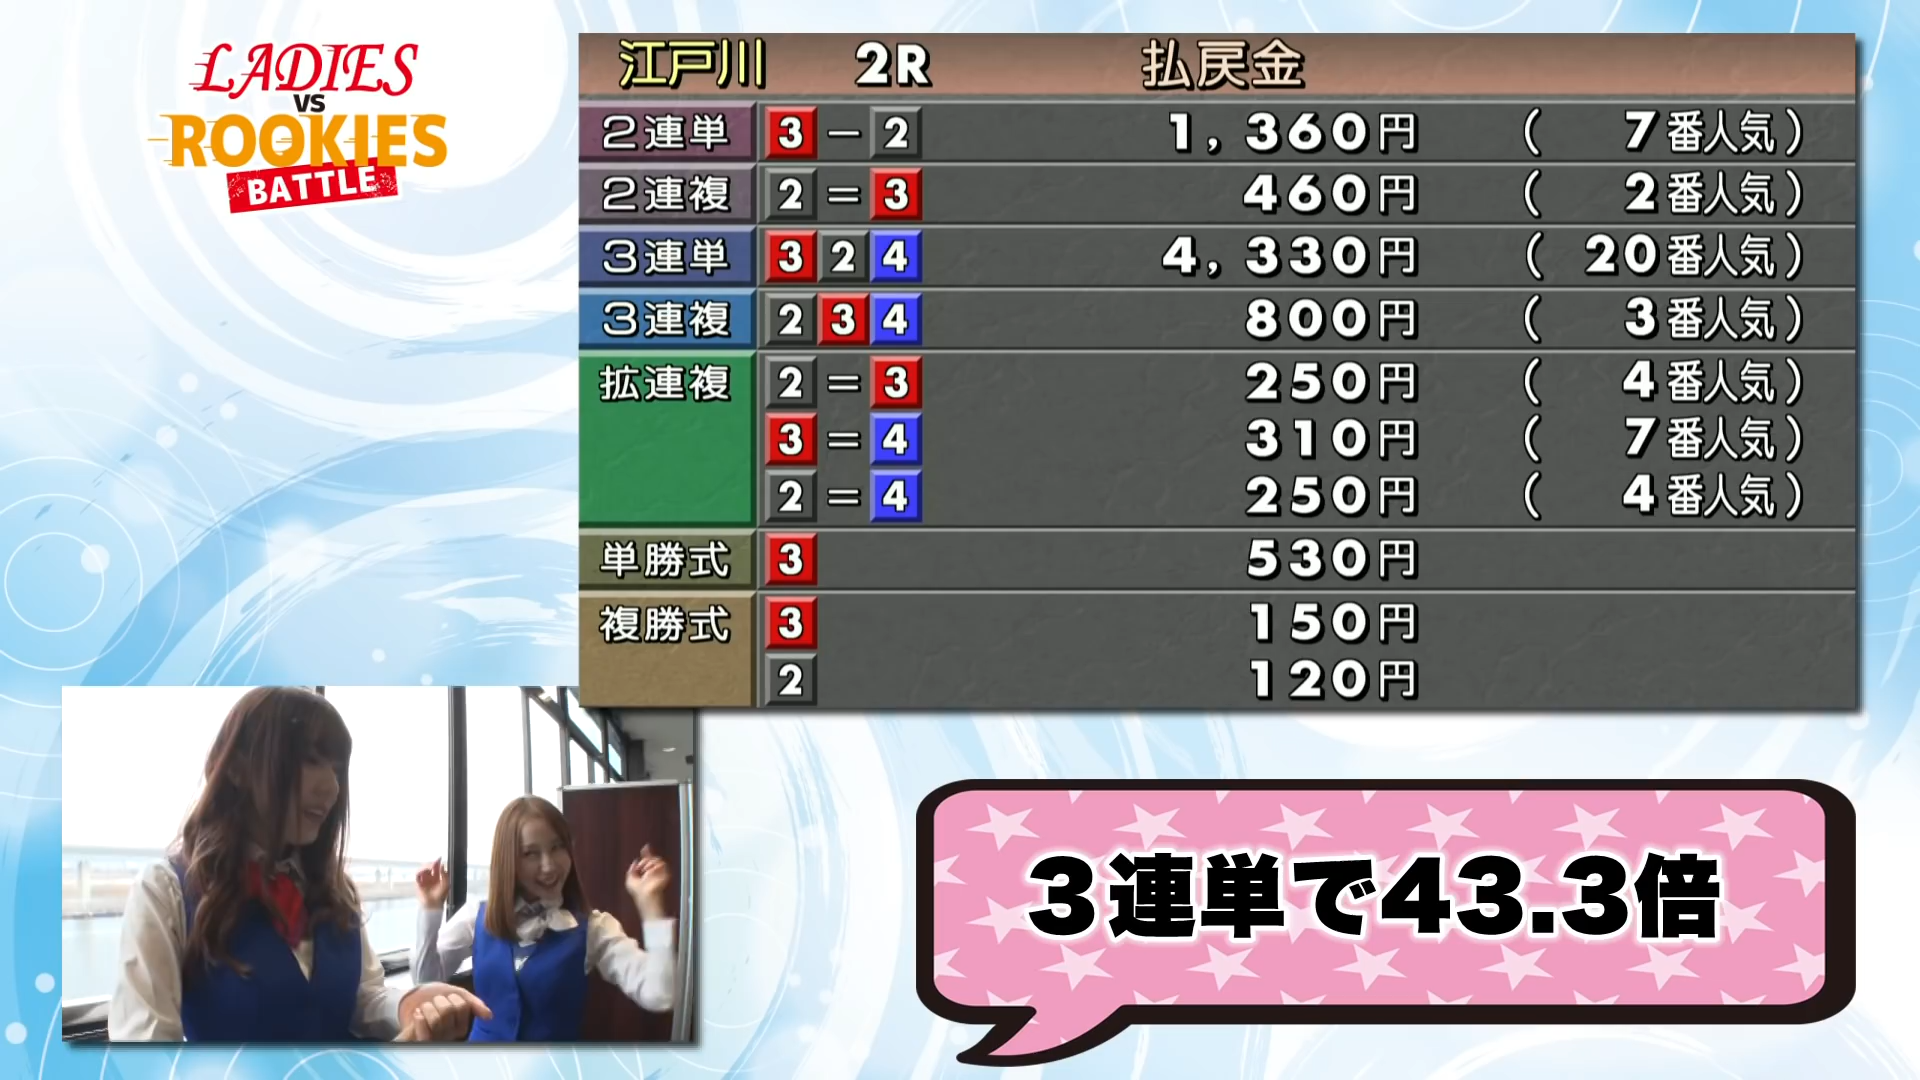 LADIES
VS
ROOKIES
BATTLE
江戸川 2R 払戻金
2連単 3 － 2 1,360円 ( 7番人気)
2連複 2 ＝ 3 460円 ( 2番人気)
3連単 3 2 4 4,330円 ( 20番人気)
3連複 2 3 4 800円 ( 3番人気)
拡連複 2 ＝ 3 250円 ( 4番人気)
3 ＝ 4 310円 ( 7番人気)
2 ＝ 4 250円 ( 4番人気)
単勝式 3 530円
複勝式 3 150円
2 120円
3連単で43.3倍